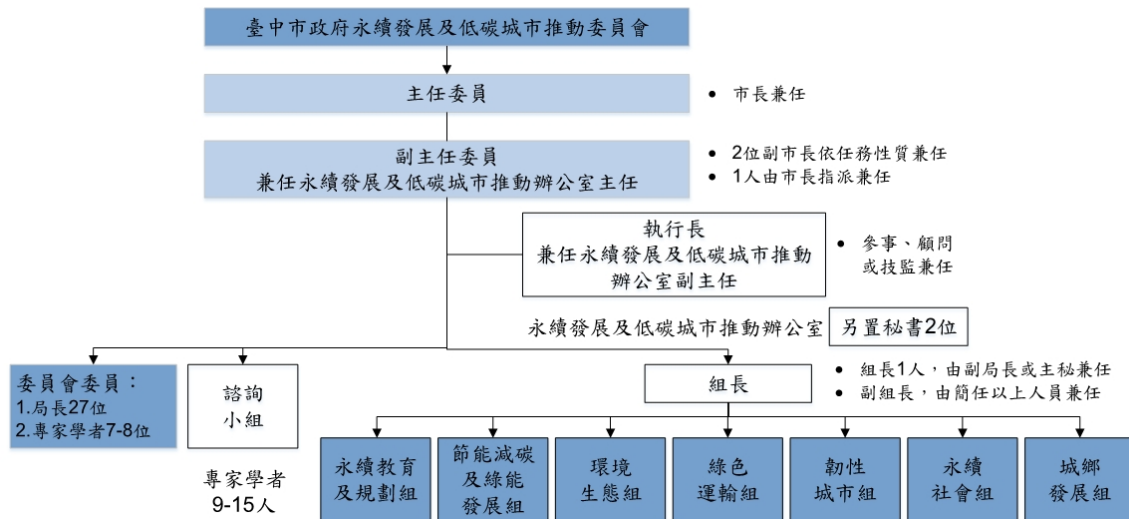 臺中市政府永續發展及低碳城市推動委員會
主任委員
• 市長兼任
副主任委員
兼任永續發展及低碳城市推動辦公室主任
• 2位副市長依任務性質兼任
• 1人由市長指派兼任
執行長
兼任永續發展及低碳城市推動
辦公室副主任
• 參事、顧問
或技監兼任
永續發展及低碳城市推動辦公室
另置秘書2位
委員會委員：
1.局長27位
2.專家學者7-8位
諮詢
小組
專家學者
9-15人
組長
• 組長1人，由副局長或主秘兼任
• 副組長，由簡任以上人員兼任
永續教育
及規劃組
節能減碳
及綠能
發展組
環境
生態組
綠色
運輸組
韌性
城市組
永續
社會組
城鄉
發展組